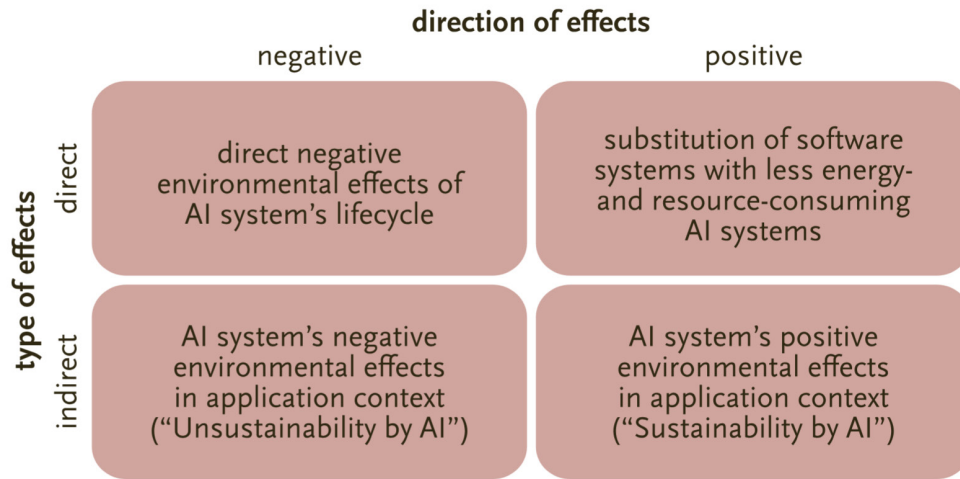 direction of effects
negative
positive
type of effects
direct
direct negative
environmental effects of
AI system’s lifecycle
substitution of software
systems with less energy-
and resource-consuming
AI systems
indirect
AI system’s negative
environmental effects
in application context
(“Unsustainability by AI”)
AI system’s positive
environmental effects
in application context
(“Sustainability by AI”)